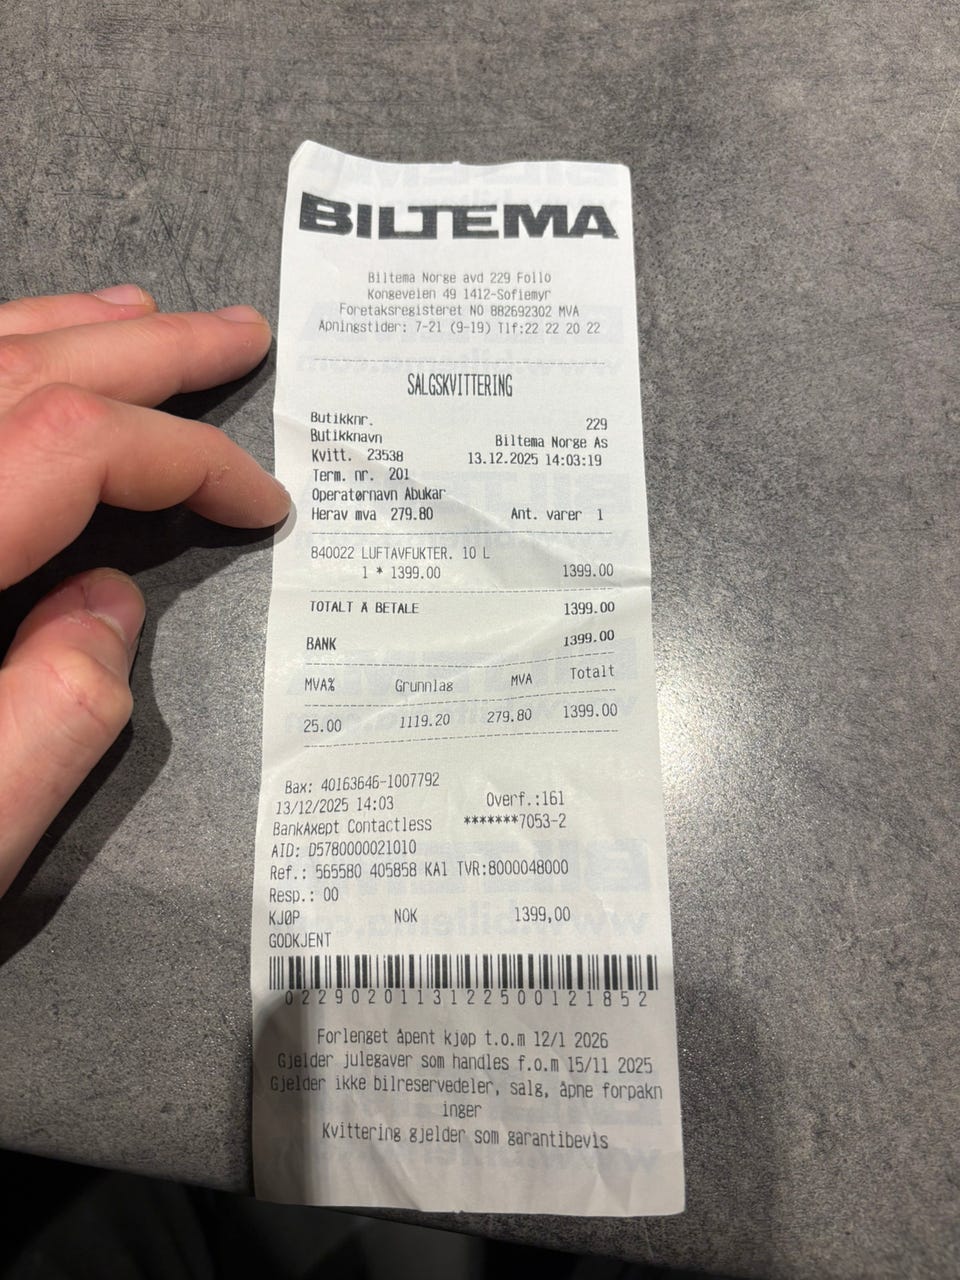 BILTEMA
Biltema Norge avd 229 Follo
Kongeveien 49 1412-Sofiemyr
Foretaksregisteret NO 882692302 MVA
Åpningstider: 7-21 (9-19) Tlf:22 22 20 22
SALGSKVITTERING
Butikknr. 229
Butikknavn Biltema Norge As
Kvitt. 23538 13.12.2025 14:03:19
Term. nr. 201
Operatørnavn Abukar
Herav mva 279.80 Ant. varer 1
840022 LUFTAVFUKTER. 10 L
1 * 1399.00 1399.00
TOTALT Å BETALE 1399.00
BANK 1399.00
MVA% Grunnlag MVA Totalt
25.00 1119.20 279.80 1399.00
Bax: 40163646-1007792
13/12/2025 14:03 Overf.:161
BankAxept Contactless *******7053-2
AID: D5780000021010
Ref.: 565580 405858 KA1 TVR:8000048000
Resp.: 00
KJØP NOK 1399,00
GODKJENT
0229020113122500121852
Forlenget åpent kjøp t.o.m 12/1 2026
Gjelder julegaver som handles f.o.m 15/11 2025
Gjelder ikke bilreservedeler, salg, åpne forpakn
inger
Kvittering gjelder som garantibevis